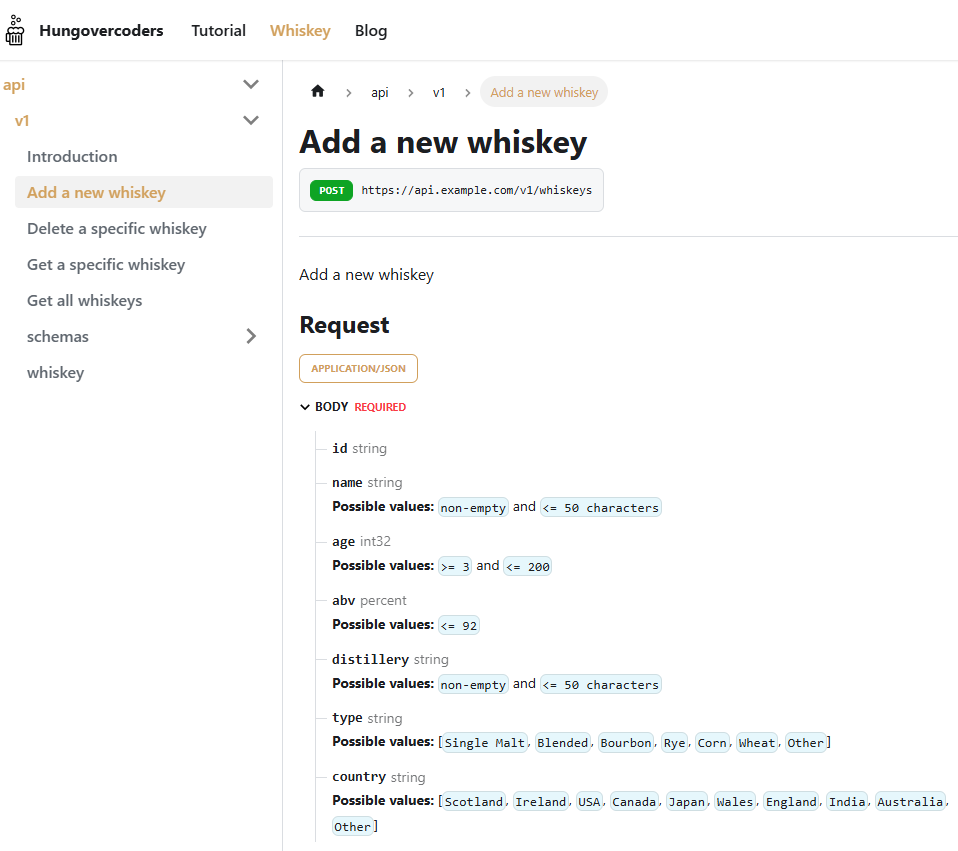 Hungovercoders Tutorial Whiskey Blog
api
v1
Introduction
Add a new whiskey
Delete a specific whiskey
Get a specific whiskey
Get all whiskeys
schemas
whiskey
api v1 Add a new whiskey
Add a new whiskey
POST https://api.example.com/v1/whiskeys
Add a new whiskey
Request
APPLICATION/JSON
BODY REQUIRED
id string
name string
Possible values: non-empty and <= 50 characters
age int32
Possible values: >= 3 and <= 200
abv percent
Possible values: <= 92
distillery string
Possible values: non-empty and <= 50 characters
type string
Possible values: [Single Malt, Blended, Bourbon, Rye, Corn, Wheat, Other]
country string
Possible values: [Scotland, Ireland, USA, Canada, Japan, Wales, England, India, Australia,
Other]